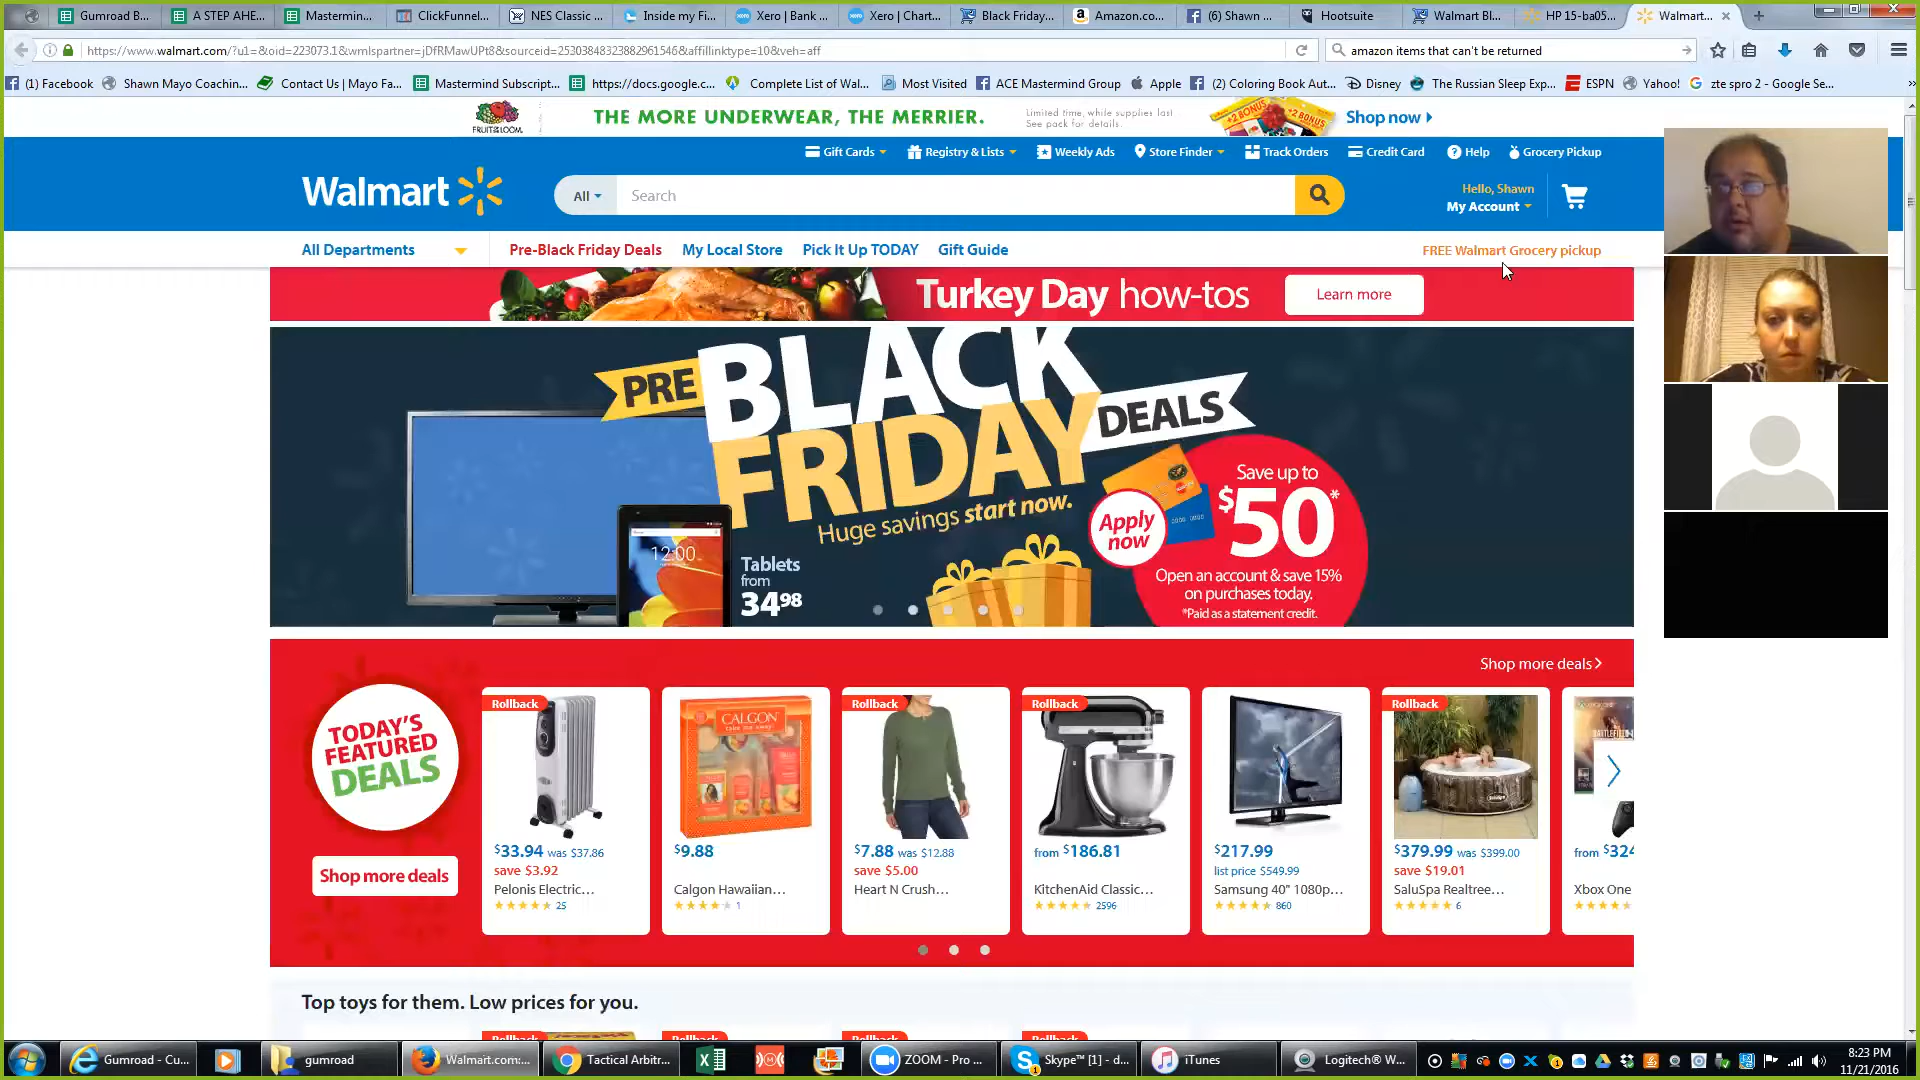 Gumroad B...
A STEP AHE...
Mastermin...
ClickFunnel...
NES Classic ...
Inside my Fi...
Xero | Bank ...
Xero | Chart...
Black Friday...
Amazon.co...
(6) Shawn ...
Hootsuite
Walmart Bl...
HP 15-ba05...
Walmart...
https://www.walmart.com/?u1=&oid=223073.1&wmlspartner=jDfRMawUPt8&sourceid=25303848323882961546&affillinktype=10&veh=aff
amazon items that can't be returned
(1) Facebook
Shawn Mayo Coachin...
Contact Us | Mayo Fa...
Mastermind Subscript...
https://docs.google.c...
Complete List of Wal...
Most Visited
ACE Mastermind Group
Apple
(2) Coloring Book Aut...
Disney
The Russian Sleep Exp...
ESPN
Yahoo!
zte spro 2 - Google Se...
FRUIT OF THE LOOM.
THE MORE UNDERWEAR, THE MERRIER.
Limited time, while supplies last
See pack for details.
+2 BONUS
+2 BONUS
Shop now
Gift Cards
Registry & Lists
Weekly Ads
Store Finder
Track Orders
Credit Card
Help
Grocery Pickup
Walmart
All
Search
Hello, Shawn
My Account
All Departments
Pre-Black Friday Deals
My Local Store
Pick It Up TODAY
Gift Guide
FREE Walmart Grocery pickup
Turkey Day how-tos
Learn more
PRE
BLACK
FRIDAY
DEALS
Huge savings start now.
12:00
Tablets
from
34.98
Apply
now
Save up to
$50*
Open an account & save 15%
on purchases today.
*Paid as a statement credit.
Shop more deals
TODAY'S
FEATURED
DEALS
Shop more deals
Rollback
$33.94 was $37.86
save $3.92
Pelonis Electric...
25
CALGON
$9.88
Calgon Hawaiian...
1
Rollback
$7.88 was $12.88
save $5.00
Heart N Crush...
Rollback
from $186.81
KitchenAid Classic...
2596
$217.99
list price $549.99
Samsung 40" 1080p...
860
Rollback
$379.99 was $399.00
save $19.01
SaluSpa Realtree...
6
from $324
Xbox One
Top toys for them. Low prices for you.
Rollback
Rollback
Rollback
Rollback
Gumroad - Cu...
gumroad
Walmart.com:...
Tactical Arbitr...
ZOOM - Pro ...
Skype™ [1] - d...
iTunes
Logitech® W...
8:23 PM
11/21/2016